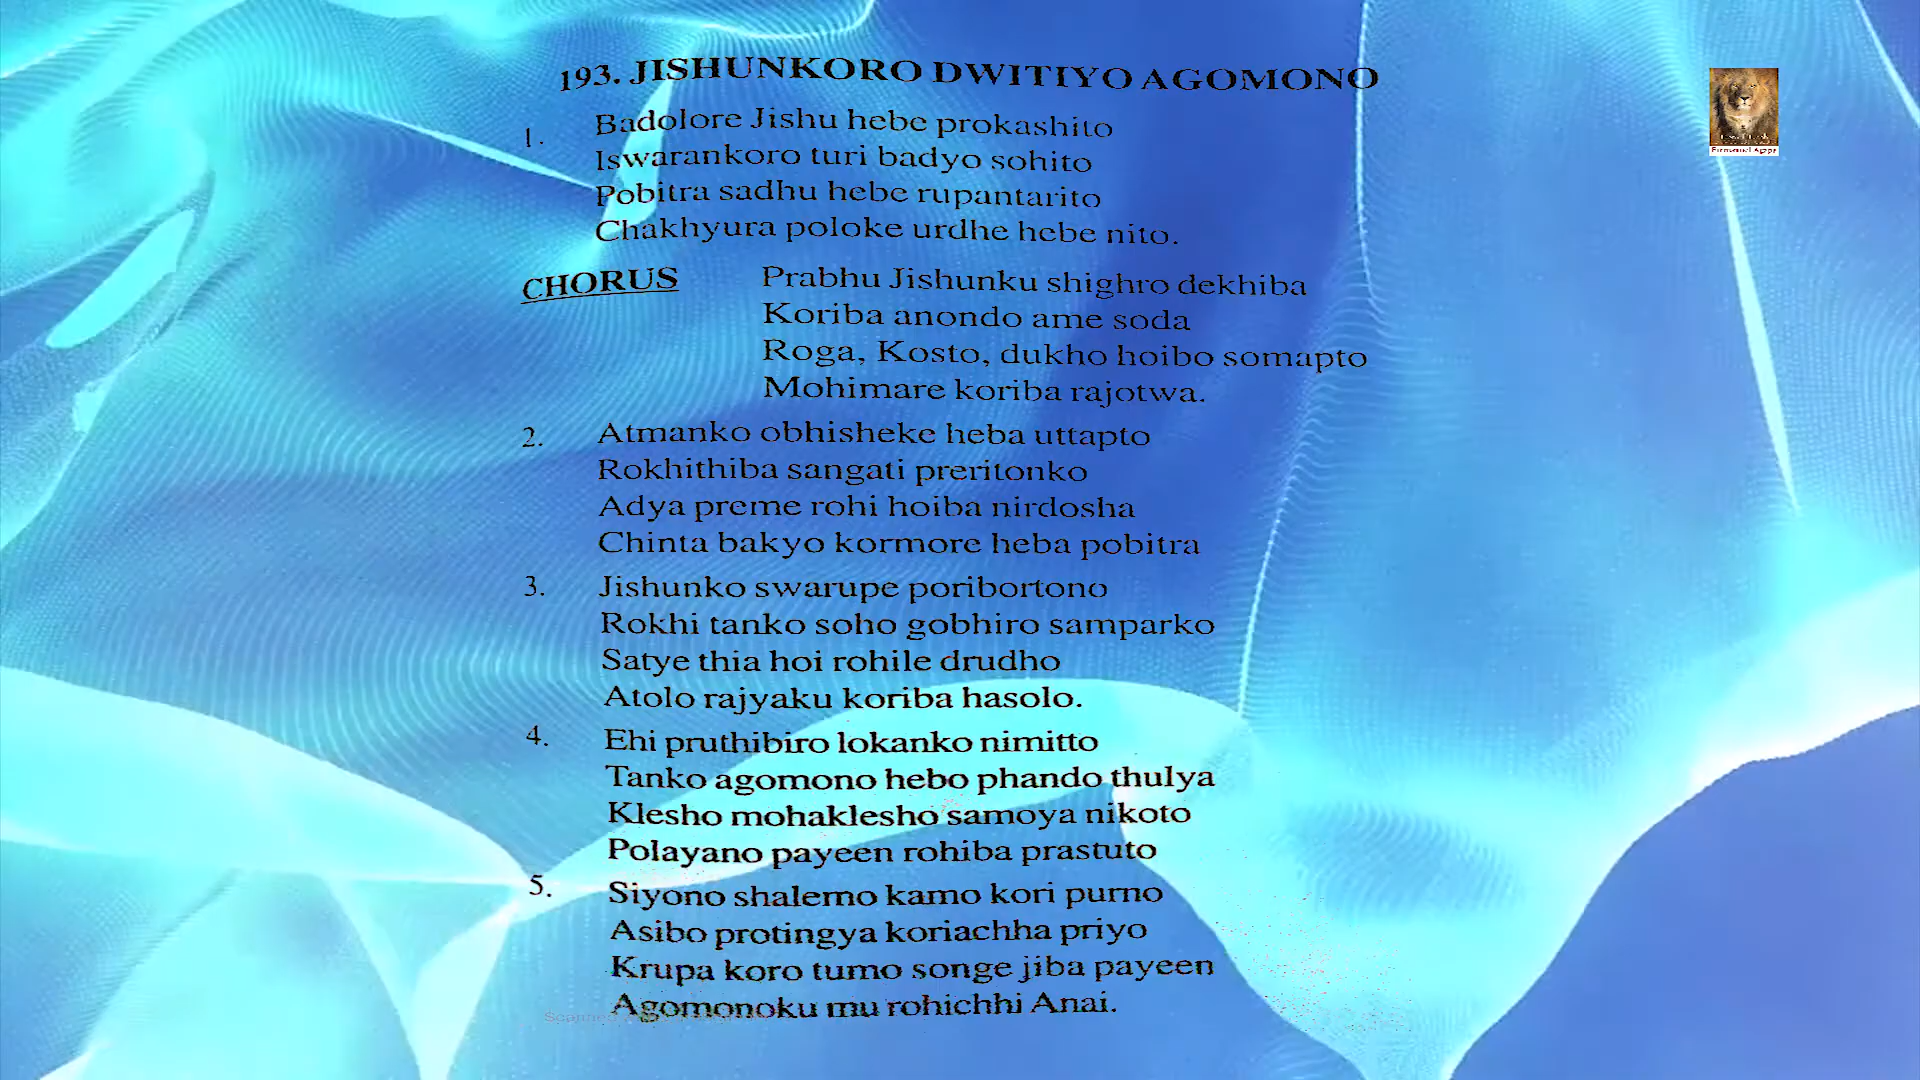 193. JISHUNKORO DWITIYO AGOMONO
1. Badolore Jishu hebe prokashito
Iswarankoro turi badyo sohito
Pobitra sadhu hebe rupantarito
Chakhyura poloke urdhe hebe nito.
CHORUS Prabhu Jishunku shighro dekhiba
Koriba anondo ame soda
Roga, Kosto, dukho hoibo somapto
Mohimare koriba rajotwa.
2. Atmanko obhisheke heba uttapto
Rokhithiba sangati preritonko
Adya preme rohi hoiba nirdosha
Chinta bakyo kormore heba pobitra
3. Jishunko swarupe poribortono
Rokhi tanko soho gobhiro samparko
Satye thia hoi rohile drudho
Atolo rajyaku koriba hasolo.
4. Ehi pruthibiro lokanko nimitto
Tanko agomono hebo phando thulya
Klesho mohaklesho samoya nikoto
Polayano payeen rohiba prastuto
5. Siyono shalemo kamo kori purno
Asibo protingya koriachha priyo
Krupa koro tumo songe jiba payeen
Agomonoku mu rohichhi Anai.
Scanned
Emmanuel Agape